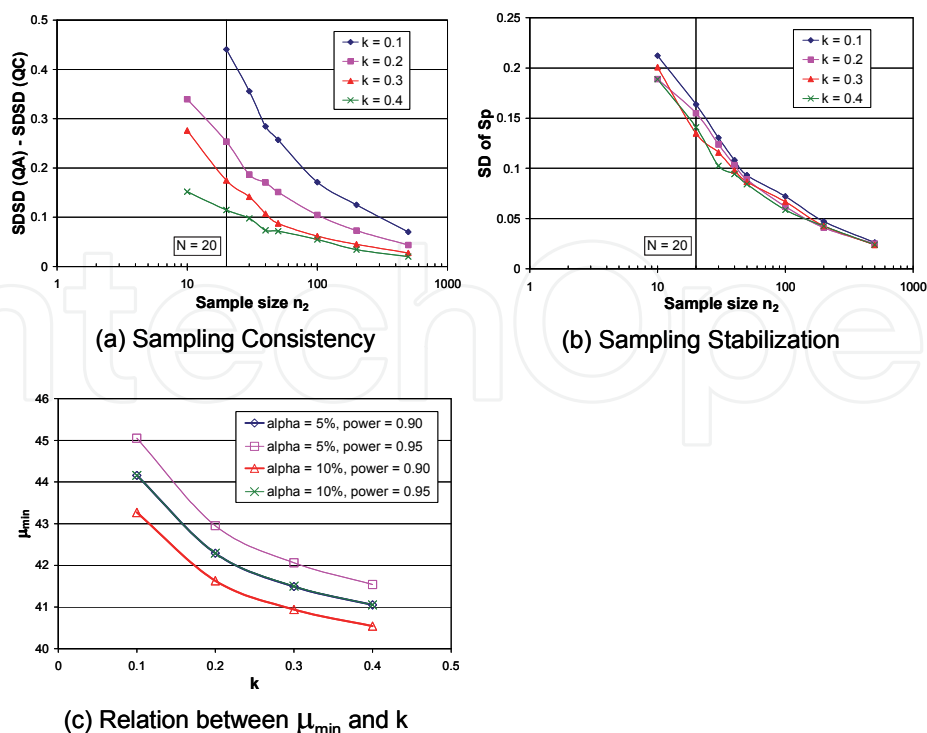 0.5
0.4
0.3
0.2
0.1
0
SDSD (QA) - SDSD (QC)
k = 0.1
k = 0.2
k = 0.3
k = 0.4
N = 20
1 10 100 1000
Sample size n₂
(a) Sampling Consistency
0.25
0.2
0.15
0.1
0.05
0
SD of Sp
k = 0.1
k = 0.2
k = 0.3
k = 0.4
N = 20
1 10 100 1000
Sample size n₂
(b) Sampling Stabilization
46
45
44
43
42
41
40
μmin
alpha = 5%, power = 0.90
alpha = 5%, power = 0.95
alpha = 10%, power = 0.90
alpha = 10%, power = 0.95
0 0.1 0.2 0.3 0.4 0.5
k
(c) Relation between μmin and k